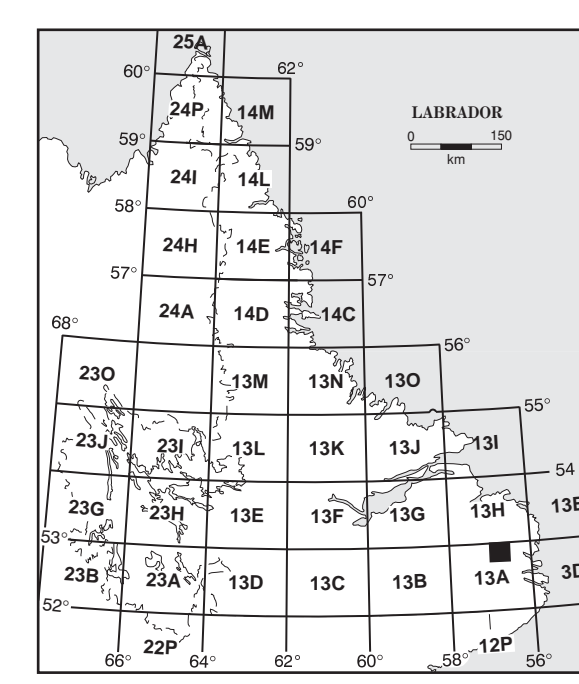 25A
60°
62°
24P
14M
LABRADOR
0 150
km
59°
59°
24I
14L
58°
60°
24H
14E
14F
57°
57°
24A
14D
14C
68°
56°
23O
13M
13N
13O
55°
23J
23I
13L
13K
13J
13I
54
23G
23H
13E
13F
13G
13H
53°
23B
23A
13D
13C
13B
13A
3D
52°
22P
12P
66°
64°
62°
60°
58°
56°